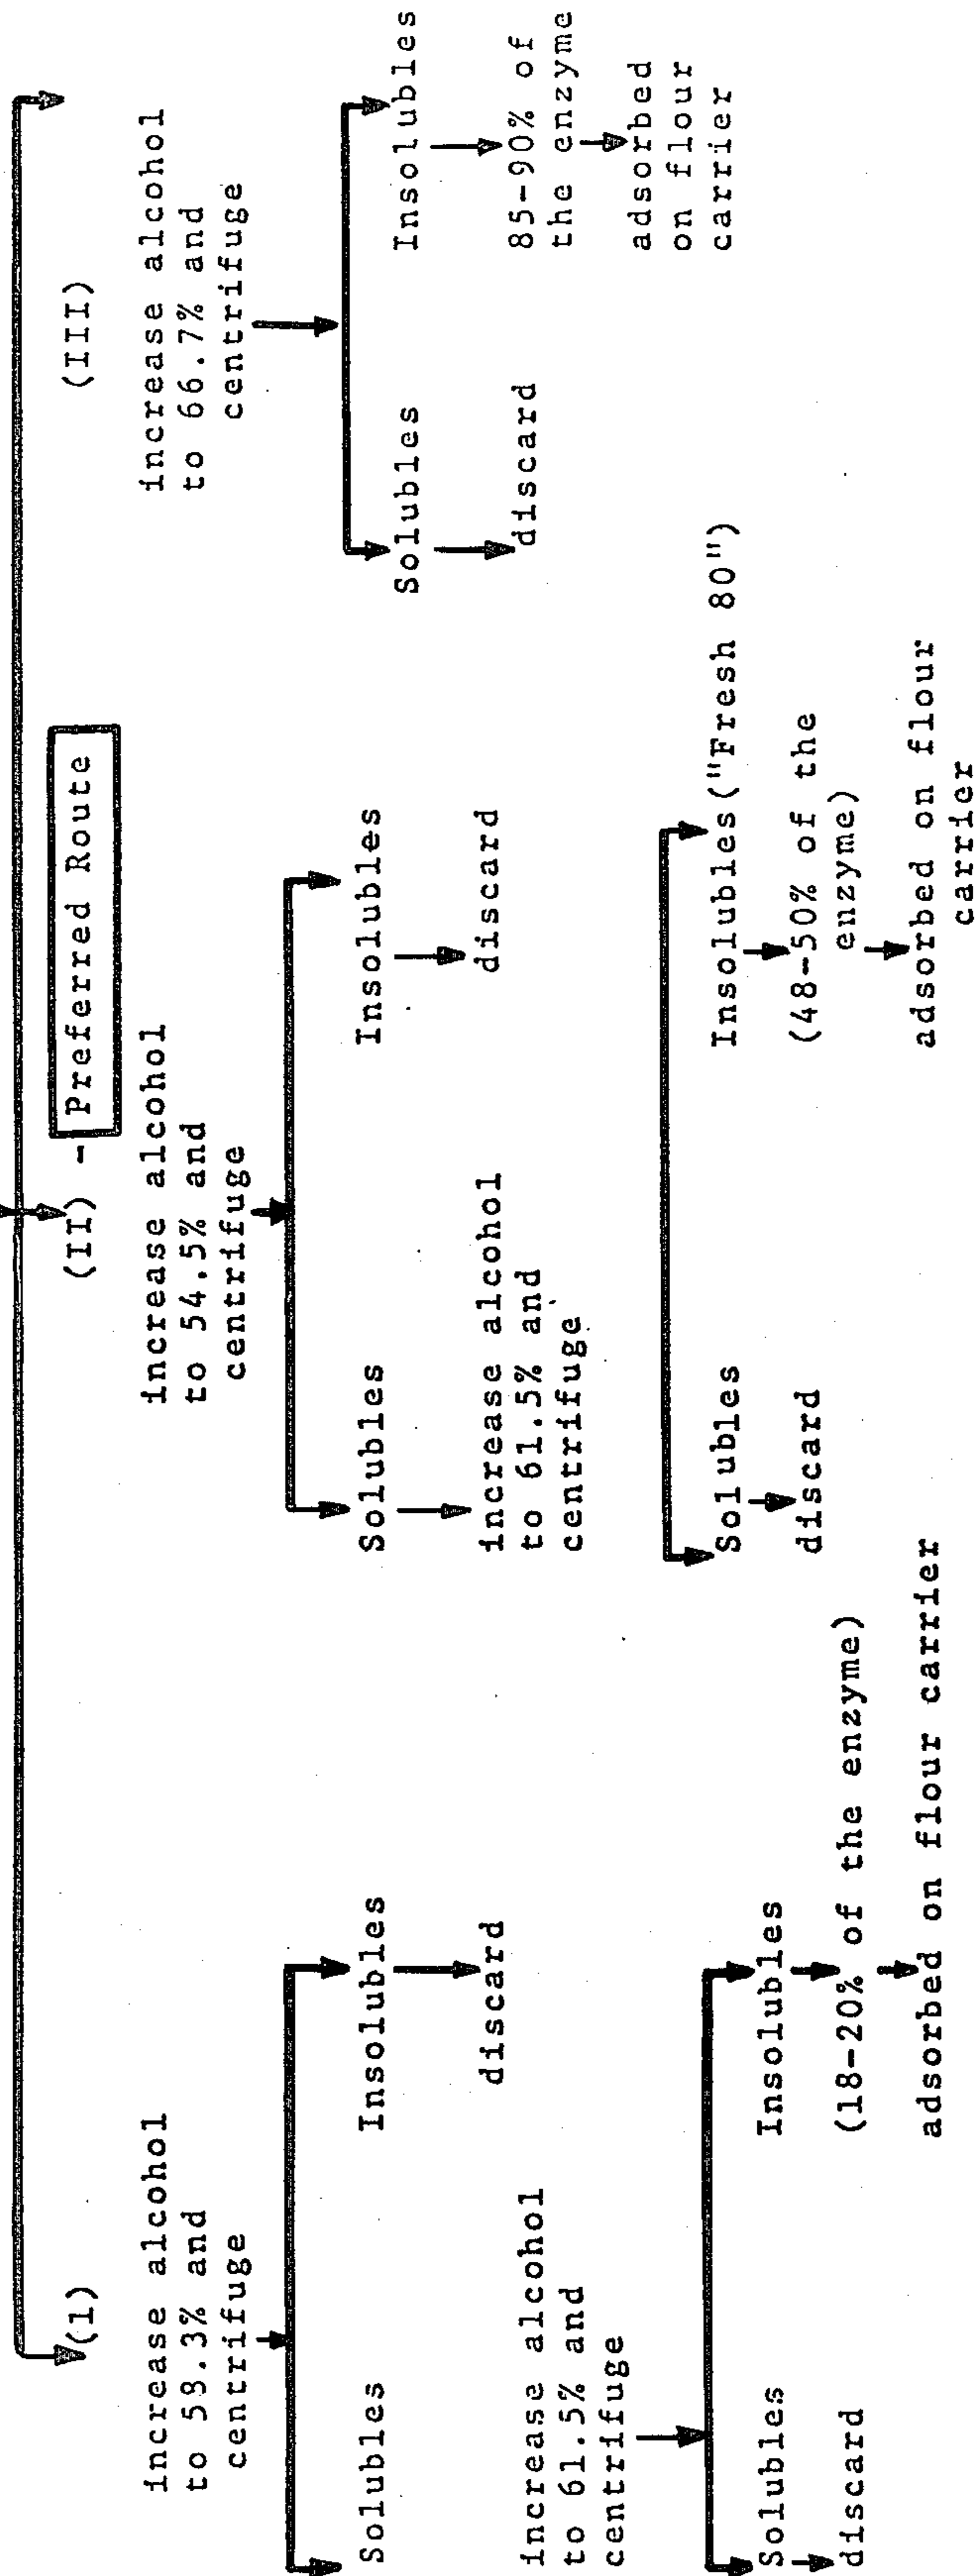 (1)
increase alcohol
to 58.3% and
centrifuge
Solubles
Insolubles
discard
increase alcohol
to 61.5% and
centrifuge
Solubles
discard
Insolubles
(18-20% of the enzyme)
adsorbed on flour carrier
(II) - Preferred Route
increase alcohol
to 54.5% and
centrifuge
Solubles
Insolubles
discard
increase alcohol
to 61.5% and
centrifuge
Solubles
discard
Insolubles ("Fresh 80")
(48-50% of the
enzyme)
adsorbed on flour
carrier
(III)
increase alcohol
to 66.7% and
centrifuge
Solubles
discard
Insolubles
85-90% of
the enzyme
adsorbed
on flour
carrier